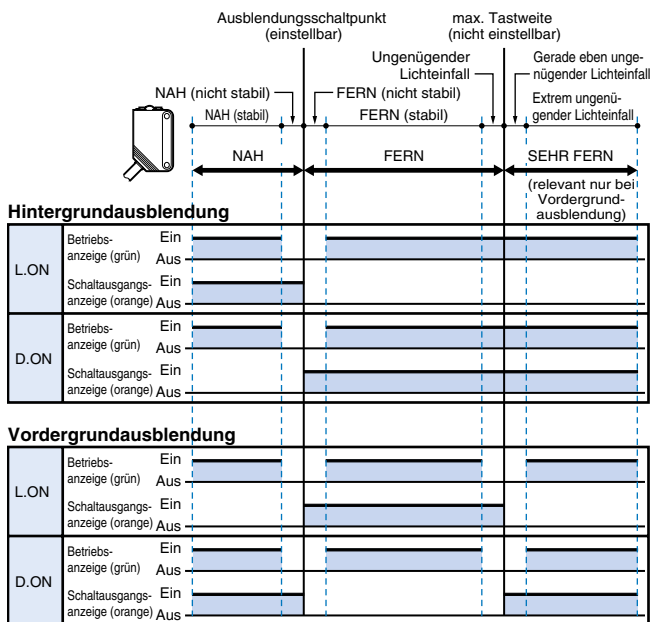 Ausblendungsschaltpunkt
(einstellbar)
max. Tastweite
(nicht einstellbar)
Ungenügender
Lichteinfall
Gerade eben unge-
nügender Lichteinfall
NAH (nicht stabil)
FERN (nicht stabil)
Extrem ungenü-
gender Lichteinfall
NAH (stabil)
FERN (stabil)
NAH
FERN
SEHR FERN
(relevant nur bei
Vordergrund-
ausblendung)
Hintergrundausblendung
L.ON
Betriebs-
anzeige (grün)
Ein
Aus
Schaltausgangs-
anzeige (orange)
Ein
Aus
D.ON
Betriebs-
anzeige (grün)
Ein
Aus
Schaltausgangs-
anzeige (orange)
Ein
Aus
Vordergrundausblendung
L.ON
Betriebs-
anzeige (grün)
Ein
Aus
Schaltausgangs-
anzeige (orange)
Ein
Aus
D.ON
Betriebs-
anzeige (grün)
Ein
Aus
Schaltausgangs-
anzeige (orange)
Ein
Aus